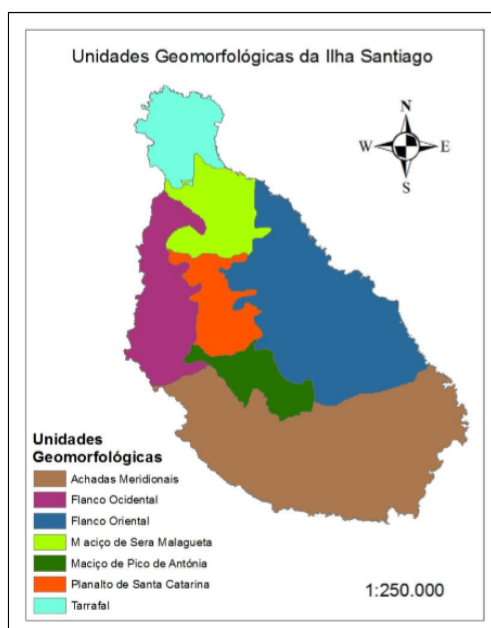 Unidades Geomorfológicas da Ilha Santiago
N
W E
S
Unidades
Geomorfológicas
Achadas Meridionais
Flanco Ocidental
Flanco Oriental
M aciço de Sera Malagueta
Maciço de Pico de Antónia
Planalto de Santa Catarina
Tarrafal
1:250.000